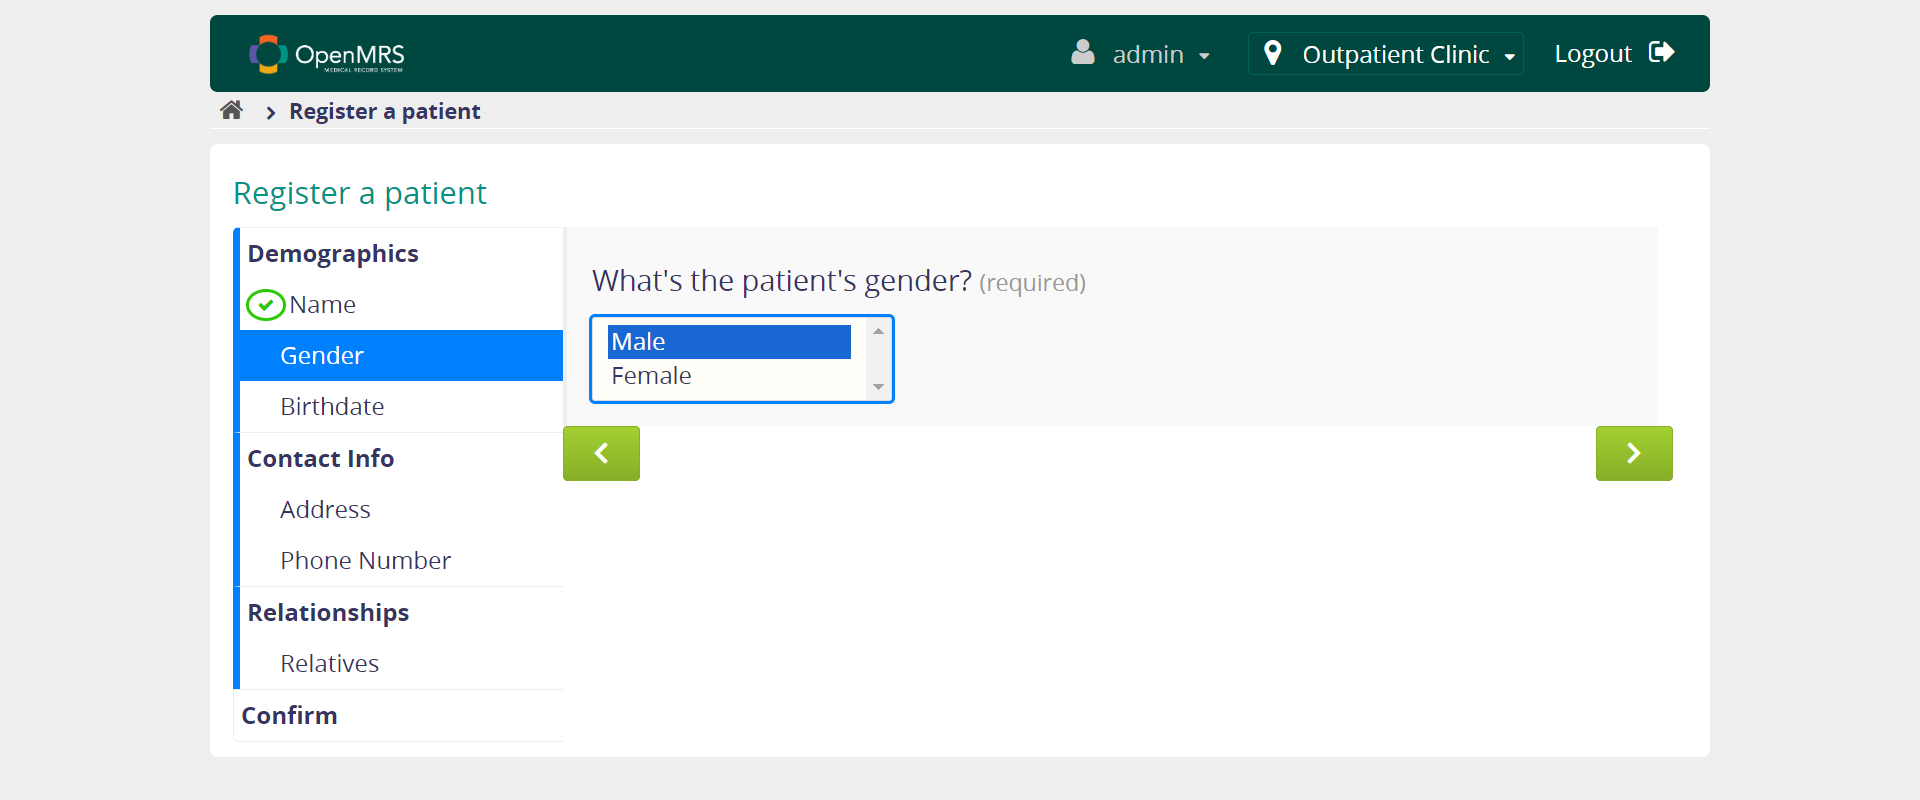 OpenMRS
MEDICAL RECORD SYSTEM
admin
Outpatient Clinic
Logout
Register a patient
Register a patient
Demographics
Name
Gender
Birthdate
Contact Info
Address
Phone Number
Relationships
Relatives
Confirm
What's the patient's gender? (required)
Male
Female